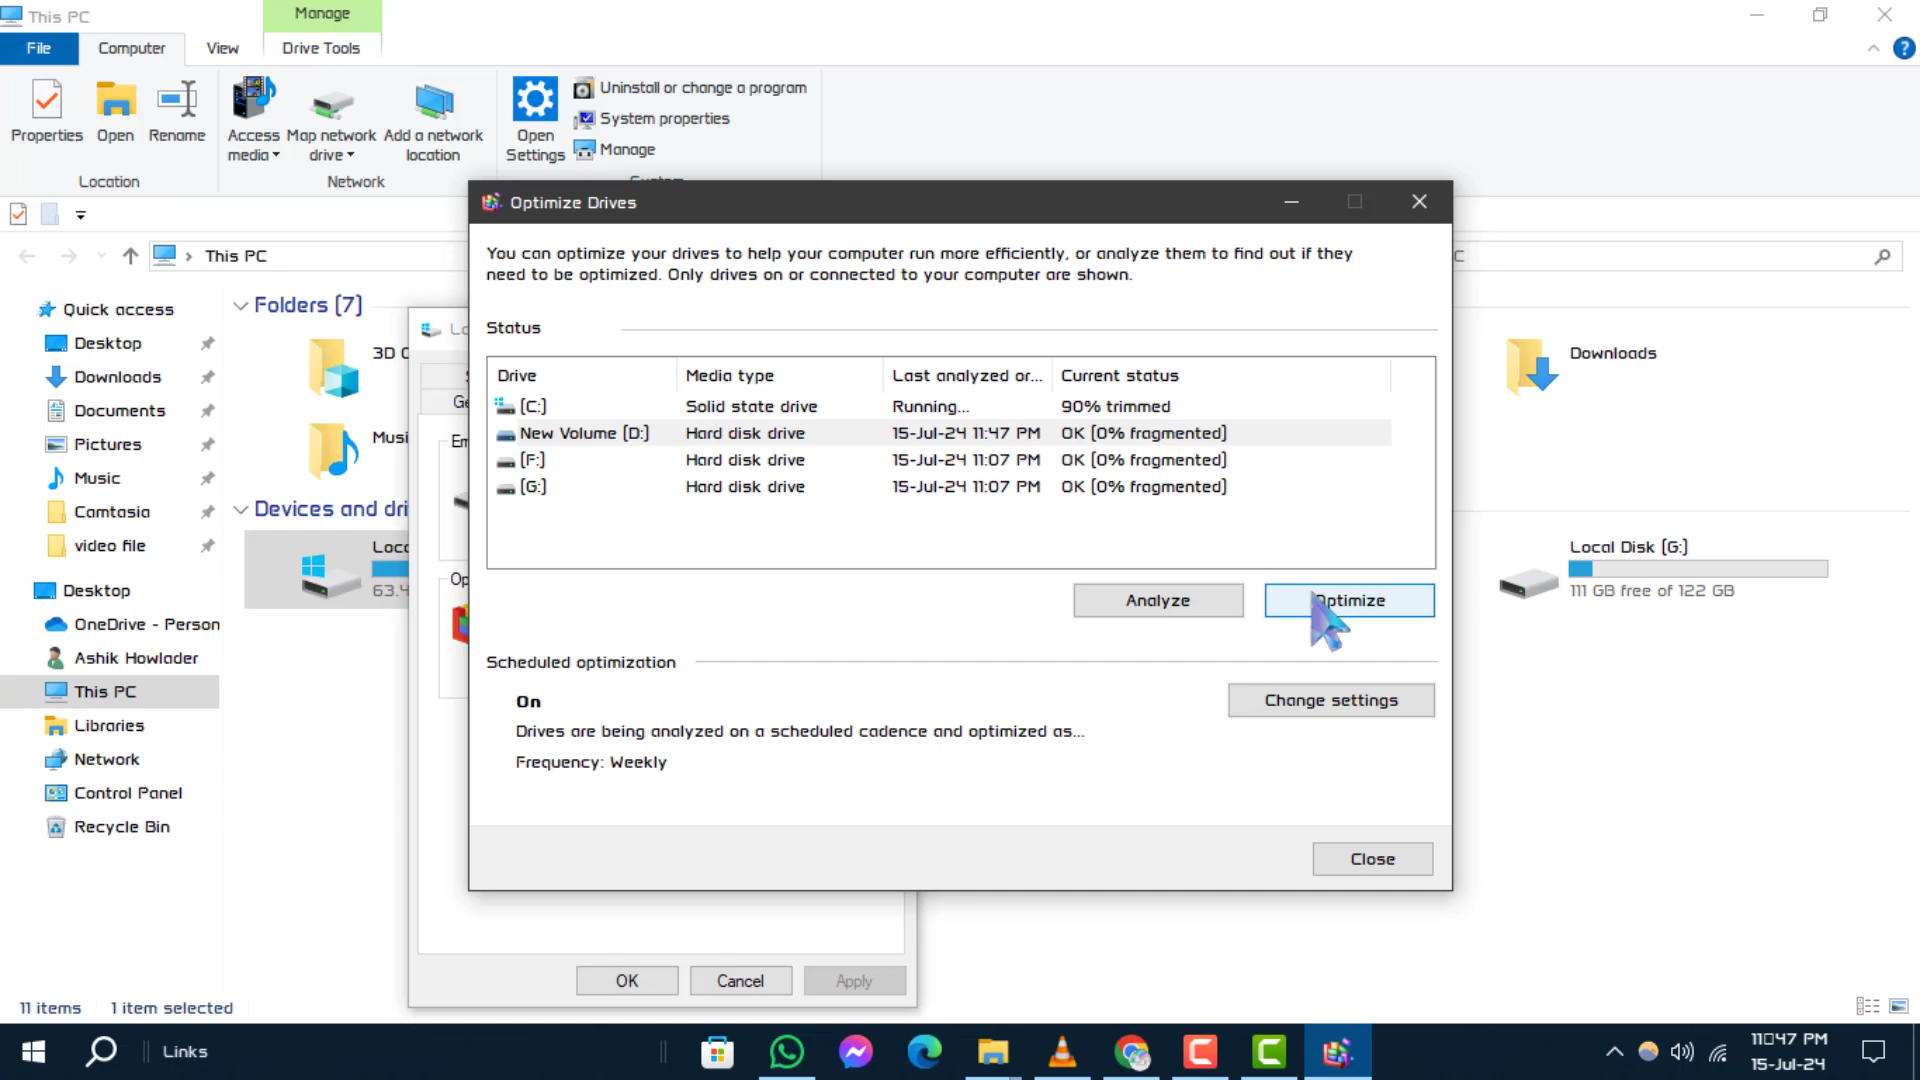 This PC
Manage
File
Computer
View
Drive Tools
Properties
Open
Rename
Access media
Map network drive
Add a network location
Open Settings
Uninstall or change a program
System properties
Manage
Location
Network
This PC
Quick access
Desktop
Downloads
Documents
Pictures
Music
Camtasia
video file
Desktop
OneDrive - Person
Ashik Howlader
This PC
Libraries
Network
Control Panel
Recycle Bin
Folders (7)
3D
Musi
Downloads
Devices and dri
Loca
63.4
Local Disk (G:)
111 GB free of 122 GB
Optimize Drives
You can optimize your drives to help your computer run more efficiently, or analyze them to find out if they
need to be optimized. Only drives on or connected to your computer are shown.
Status
Drive Media type Last analyzed or... Current status
(C:) Solid state drive Running... 90% trimmed
New Volume (D:) Hard disk drive 15-Jul-24 11:47 PM OK (0% fragmented)
(F:) Hard disk drive 15-Jul-24 11:07 PM OK (0% fragmented)
(G:) Hard disk drive 15-Jul-24 11:07 PM OK (0% fragmented)
Analyze
Optimize
Scheduled optimization
On
Change settings
Drives are being analyzed on a scheduled cadence and optimized as...
Frequency: Weekly
Close
OK
Cancel
Apply
11 items
1 item selected
Links
11:47 PM
15-Jul-24